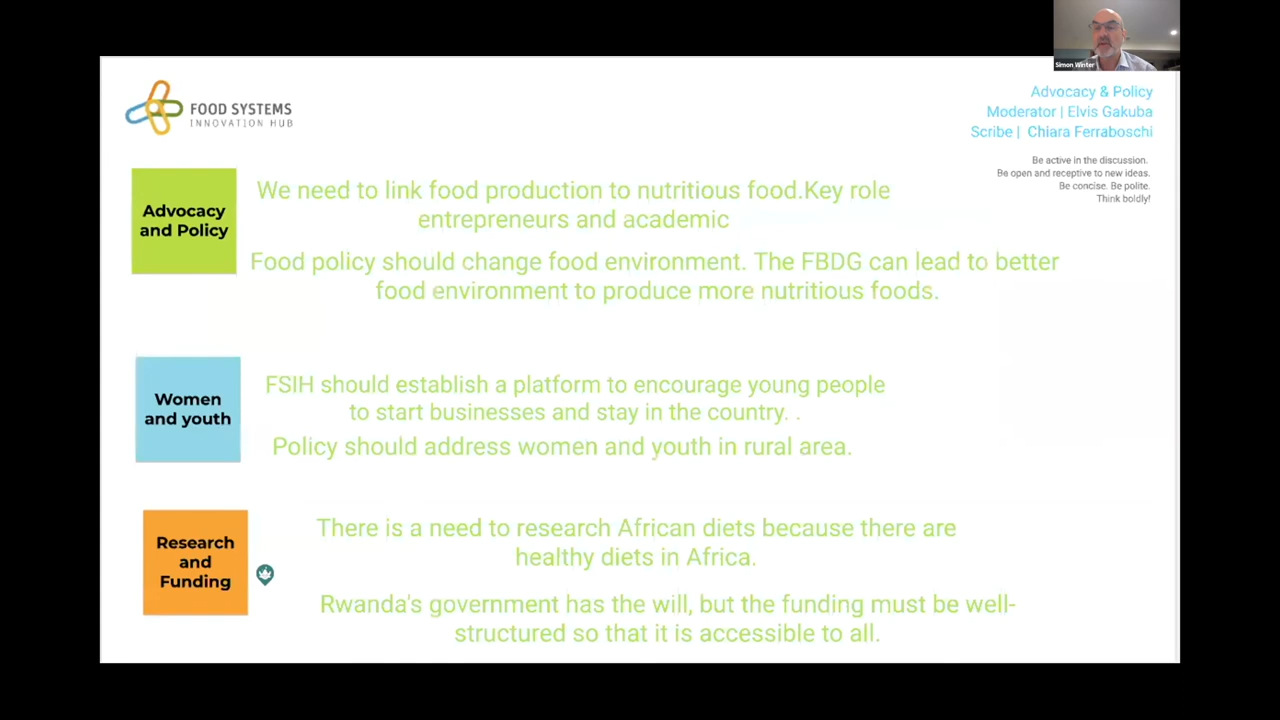 Simon Winter
FOOD SYSTEMS
INNOVATION HUB
Advocacy & Policy
Moderator | Elvis Gakuba
Scribe | Chiara Ferraboschi
Be active in the discussion.
Be open and receptive to new ideas.
Be concise. Be polite.
Think boldly!
Advocacy
and Policy
We need to link food production to nutritious food.Key role
entrepreneurs and academic
Food policy should change food environment. The FBDG can lead to better
food environment to produce more nutritious foods.
Women
and youth
FSIH should establish a platform to encourage young people
to start businesses and stay in the country. .
Policy should address women and youth in rural area.
Research
and
Funding
There is a need to research African diets because there are
healthy diets in Africa.
Rwanda's government has the will, but the funding must be well-
structured so that it is accessible to all.